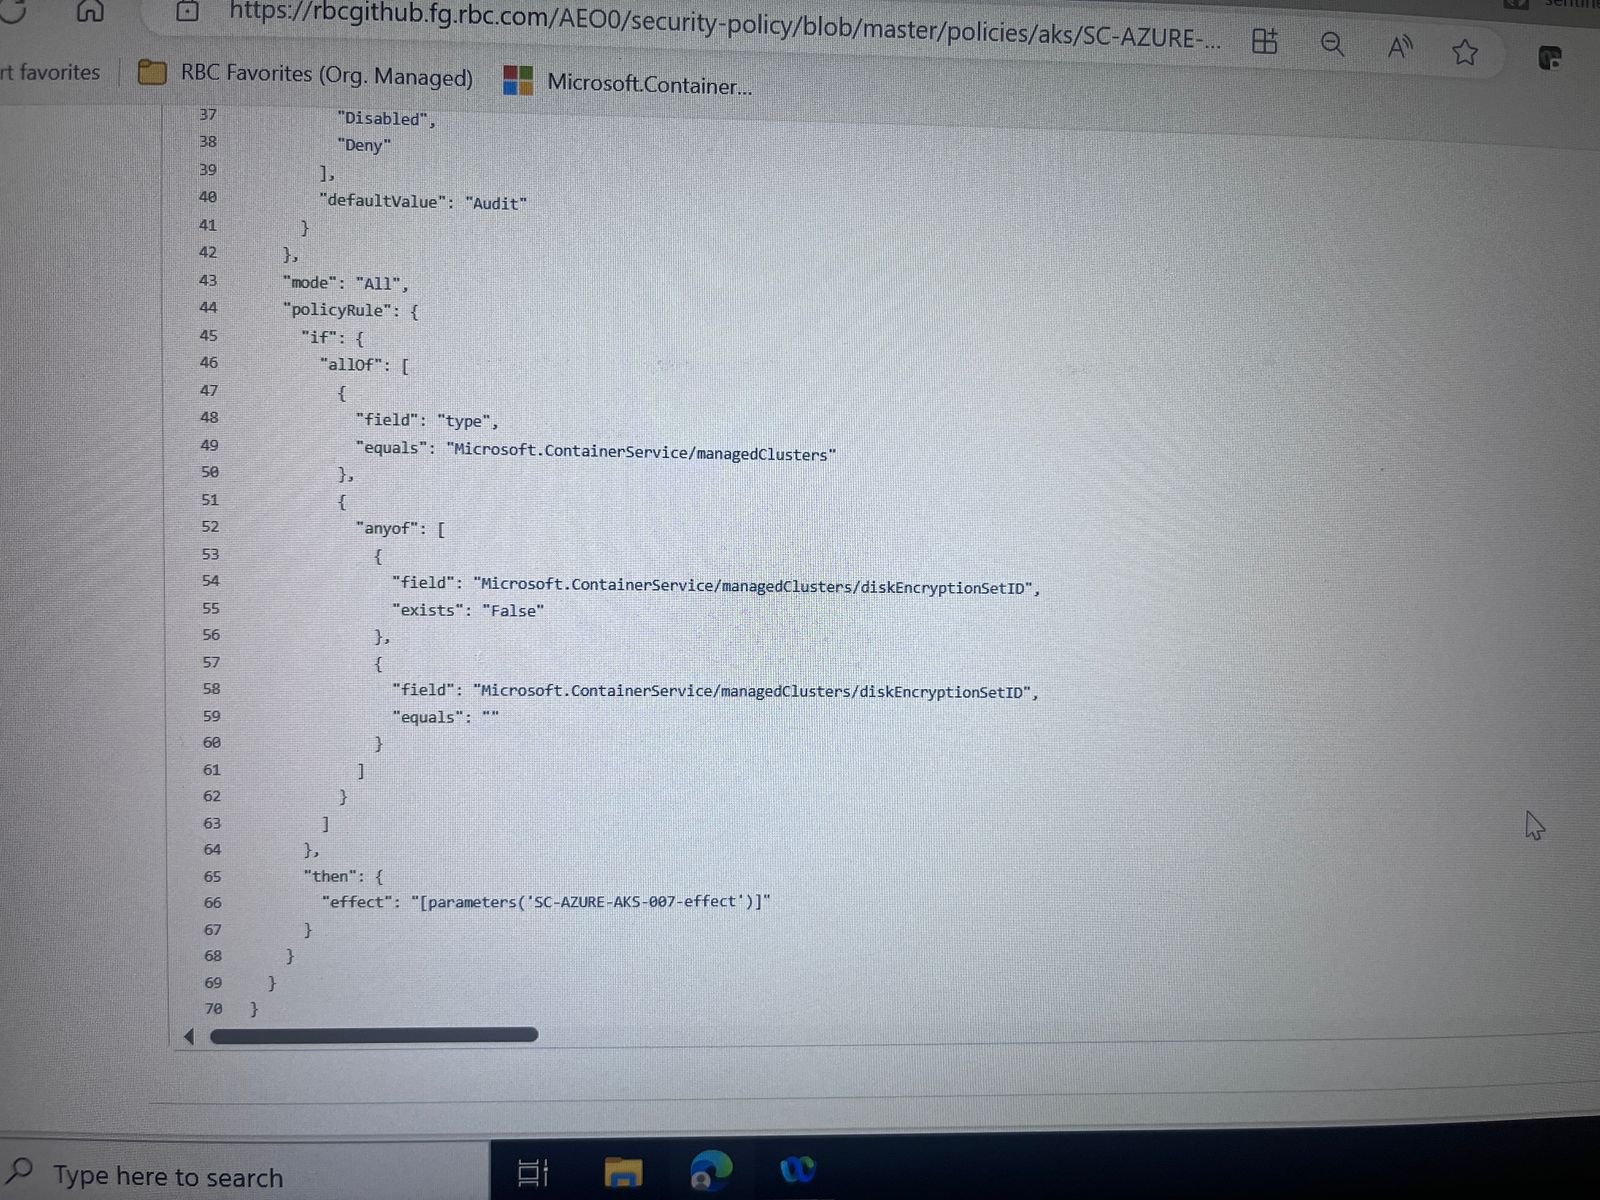 https://rbcgithub.fg.rbc.com/AEO0/security-policy/blob/master/policies/aks/SC-AZURE-...
rt favorites RBC Favorites (Org. Managed) Microsoft.Container...
37 "Disabled",
38 "Deny"
39 ],
40 "defaultValue": "Audit"
41 }
42 },
43 "mode": "All",
44 "policyRule": {
45 "if": {
46 "allOf": [
47 {
48 "field": "type",
49 "equals": "Microsoft.ContainerService/managedClusters"
50 },
51 {
52 "anyof": [
53 {
54 "field": "Microsoft.ContainerService/managedClusters/diskEncryptionSetID",
55 "exists": "False"
56 },
57 {
58 "field": "Microsoft.ContainerService/managedClusters/diskEncryptionSetID",
59 "equals": ""
60 }
61 ]
62 }
63 ]
64 },
65 "then": {
66 "effect": "[parameters('SC-AZURE-AKS-007-effect')]"
67 }
68 }
69 }
70 }
Type here to search